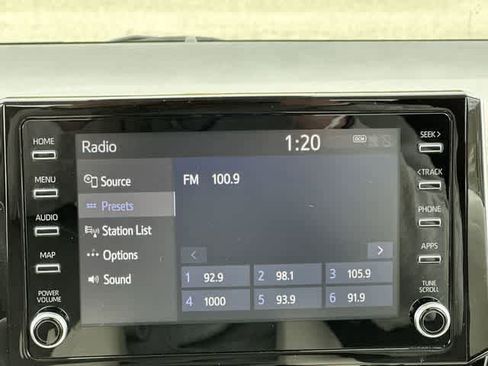 HOME
MENU
AUDIO
MAP
POWER
VOLUME
Radio
1:20
DCM
Source
Presets
Station List
Options
Sound
FM 100.9
1 92.9 2 98.1 3 105.9
4 1000 5 93.9 6 91.9
SEEK>
<TRACK
PHONE
APPS
TUNE
SCROLL